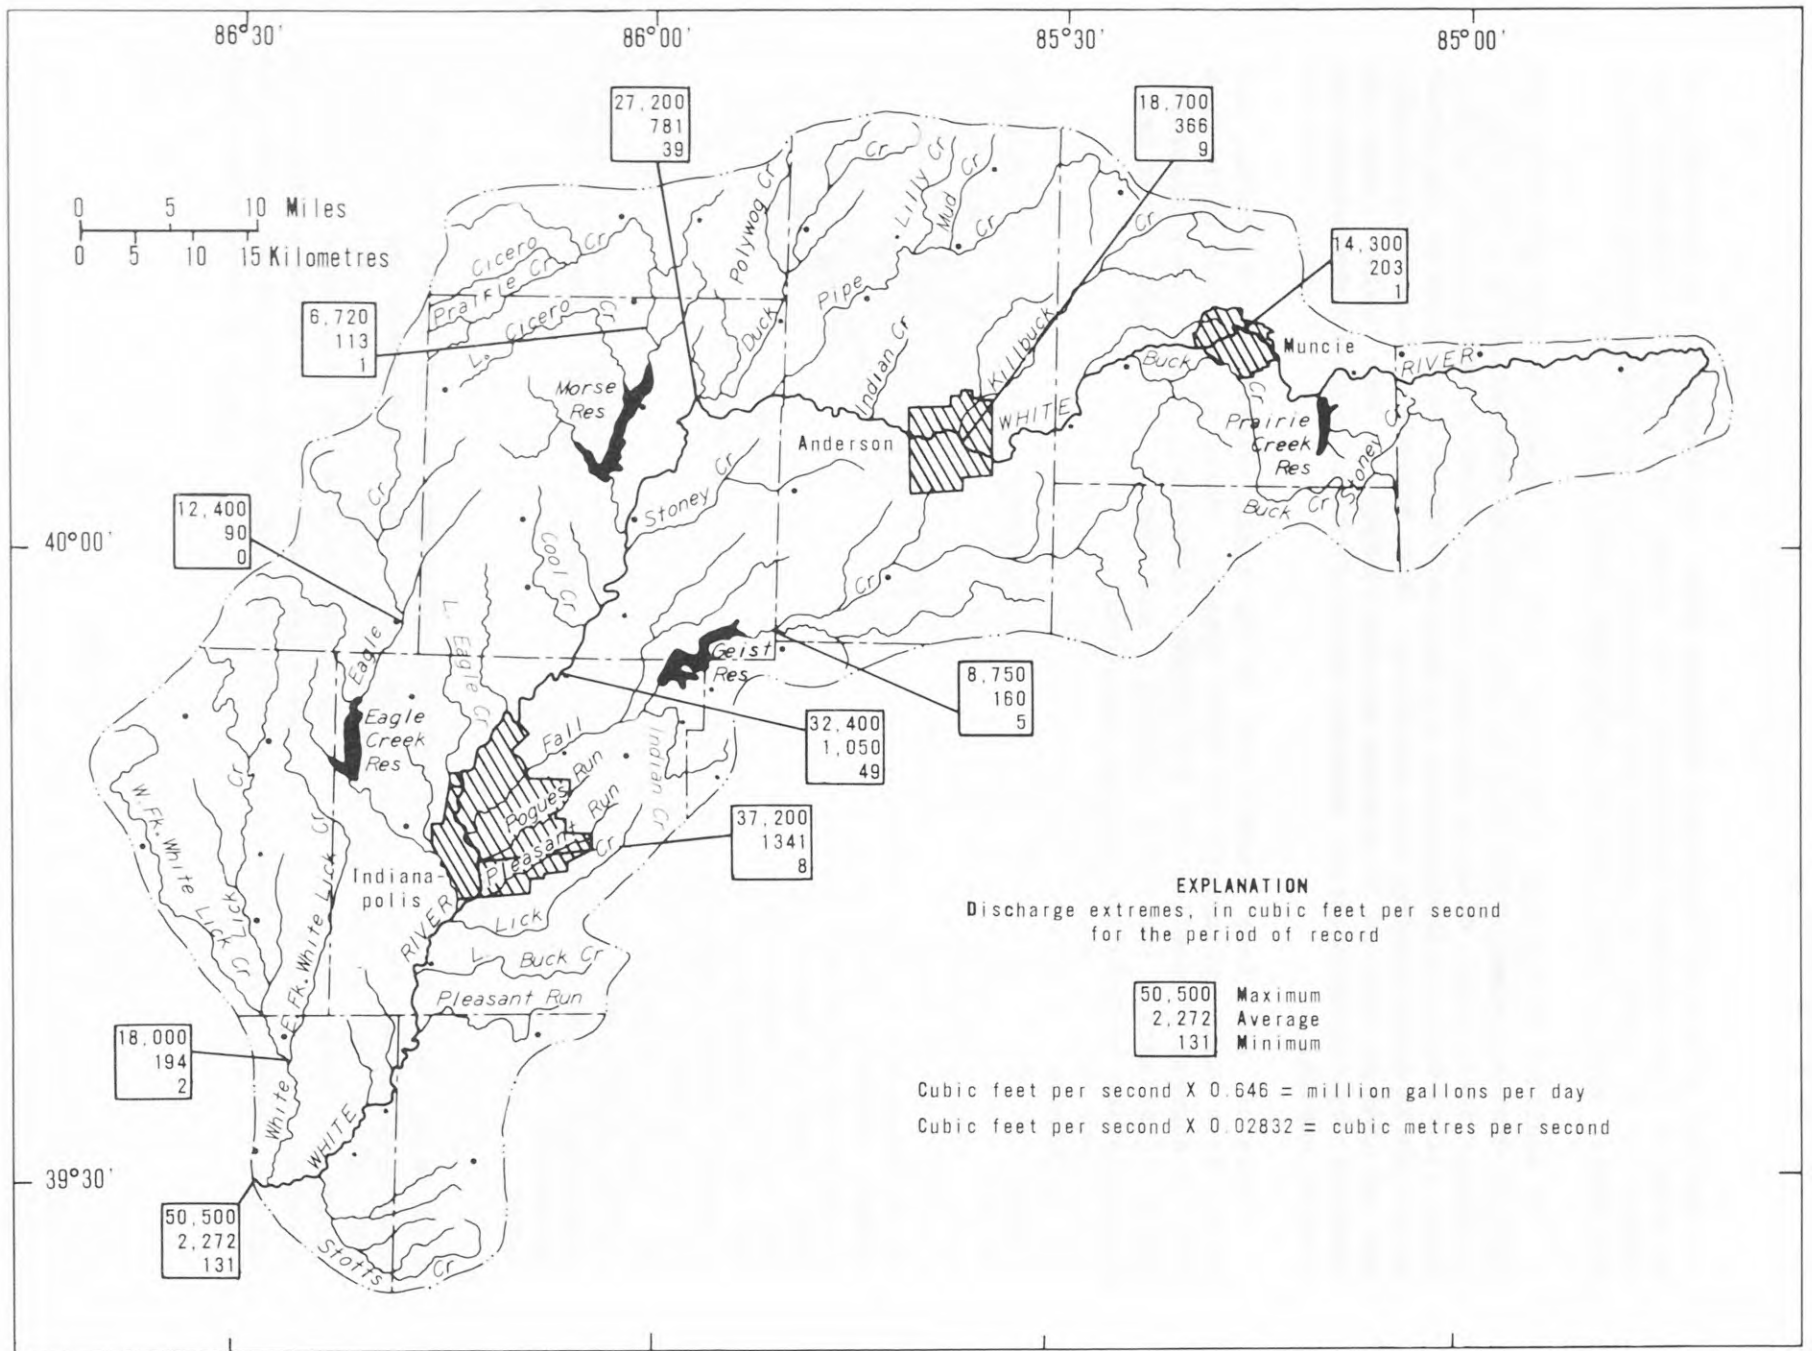 86°30'
86°00'
85°30'
85°00'
27,200
781
39
18,700
366
9
0 5 10 Miles
0 5 10 15 Kilometres
14,300
203
1
6,720
113
1
12,400
90
0
Cicero
Cr
Prairie Cr
L. Cicero
Cr
Polywog Cr
Duck
Cr
Lilly Cr
Mud Cr
Cr
Pipe
Indian Cr
Killbuck
Cr
Morse
Res
Anderson
WHITE
Buck
Muncie
RIVER
Cr
Prairie
Creek
Res
Stoney Cr
Buck Cr
Stoney Cr
Cr
Cool Cr
40°00'
Cr
L. Eagle
Cr
Eagle
Geist
Res
8,750
160
5
Eagle
Creek
Res
32,400
1,050
49
Fall
Indian Cr
Pogues Run
Pleasant Run
Cr
37,200
1341
8
W.Fk.White Lick Cr
Cr
Lick
E.Fk.White Lick Cr
Indiana-
polis
RIVER
Lick
L. Buck Cr
Pleasant Run
EXPLANATION
Discharge extremes, in cubic feet per second
for the period of record
50,500 Maximum
2,272 Average
131 Minimum
18,000
194
2
Cubic feet per second X 0.646 = million gallons per day
Cubic feet per second X 0.02832 = cubic metres per second
White
WHITE
39°30'
50,500
2,272
131
Stotts
Cr